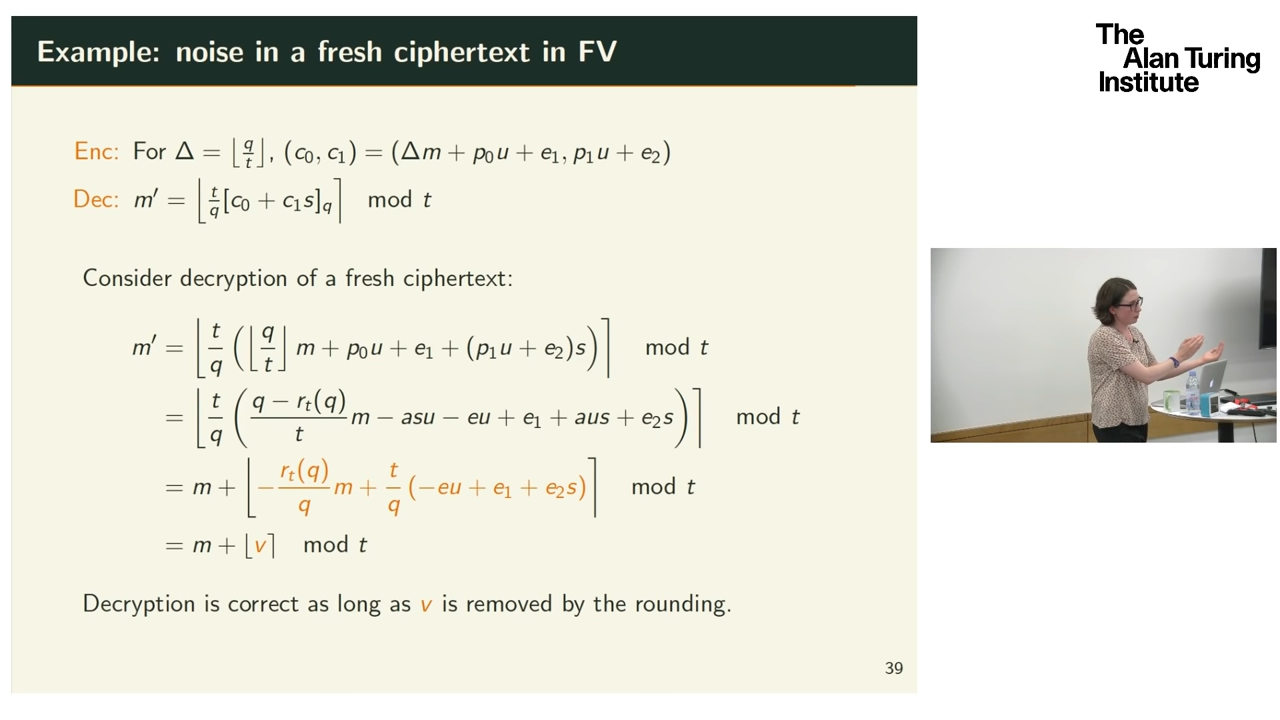 Example: noise in a fresh ciphertext in FV
The
Alan Turing
Institute
Enc: For Δ = ⌊q/t⌋, (c₀, c₁) = (Δm + p₀u + e₁, p₁u + e₂)
Dec: m′ = ⌊t/q [c₀ + c₁s]_q⌉ mod t
Consider decryption of a fresh ciphertext:
m′ = ⌊t/q (⌊q/t⌋ m + p₀u + e₁ + (p₁u + e₂)s)⌉ mod t
= ⌊t/q ((q − r_t(q))/t m − asu − eu + e₁ + aus + e₂s)⌉ mod t
= m + ⌊−r_t(q)/q m + t/q (−eu + e₁ + e₂s)⌉ mod t
= m + ⌊v⌉ mod t
Decryption is correct as long as v is removed by the rounding.
39